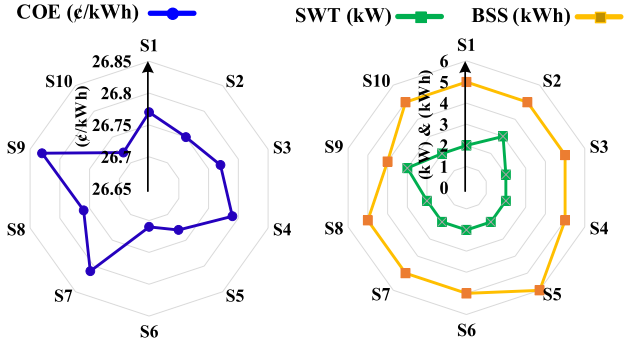 COE (¢/kWh)
SWT (kW)
BSS (kWh)
S1
S2
S3
S4
S5
S6
S7
S8
S9
S10
26.85
26.8
26.75
26.7
26.65
(¢/kWh)
S1
S2
S3
S4
S5
S6
S7
S8
S9
S10
6
5
4
3
2
1
0
(kW) & (kWh)